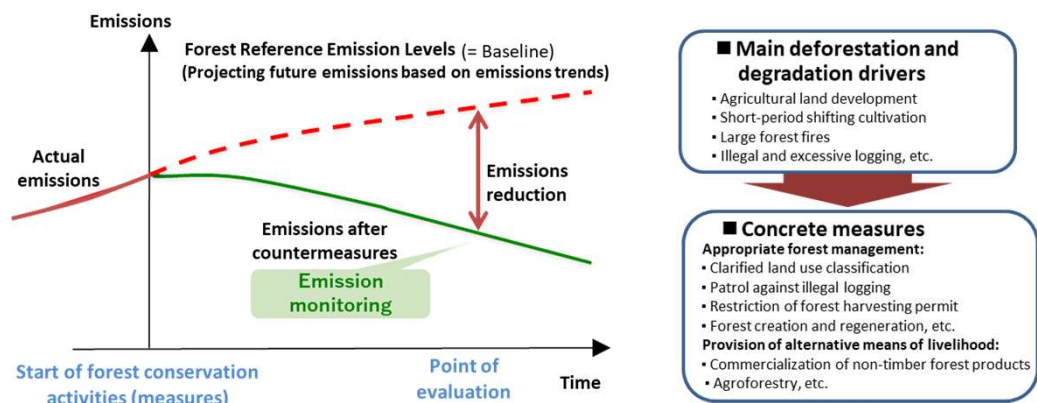 Emissions
Forest Reference Emission Levels (= Baseline)
(Projecting future emissions based on emissions trends)
Actual
emissions
Emissions
reduction
Emissions after
countermeasures
Emission
monitoring
Start of forest conservation
activities (measures)
Point of
evaluation
Time
■ Main deforestation and
degradation drivers
▪ Agricultural land development
▪ Short-period shifting cultivation
▪ Large forest fires
▪ Illegal and excessive logging, etc.
■ Concrete measures
Appropriate forest management:
▪ Clarified land use classification
▪ Patrol against illegal logging
▪ Restriction of forest harvesting permit
▪ Forest creation and regeneration, etc.
Provision of alternative means of livelihood:
▪ Commercialization of non-timber forest products
▪ Agroforestry, etc.